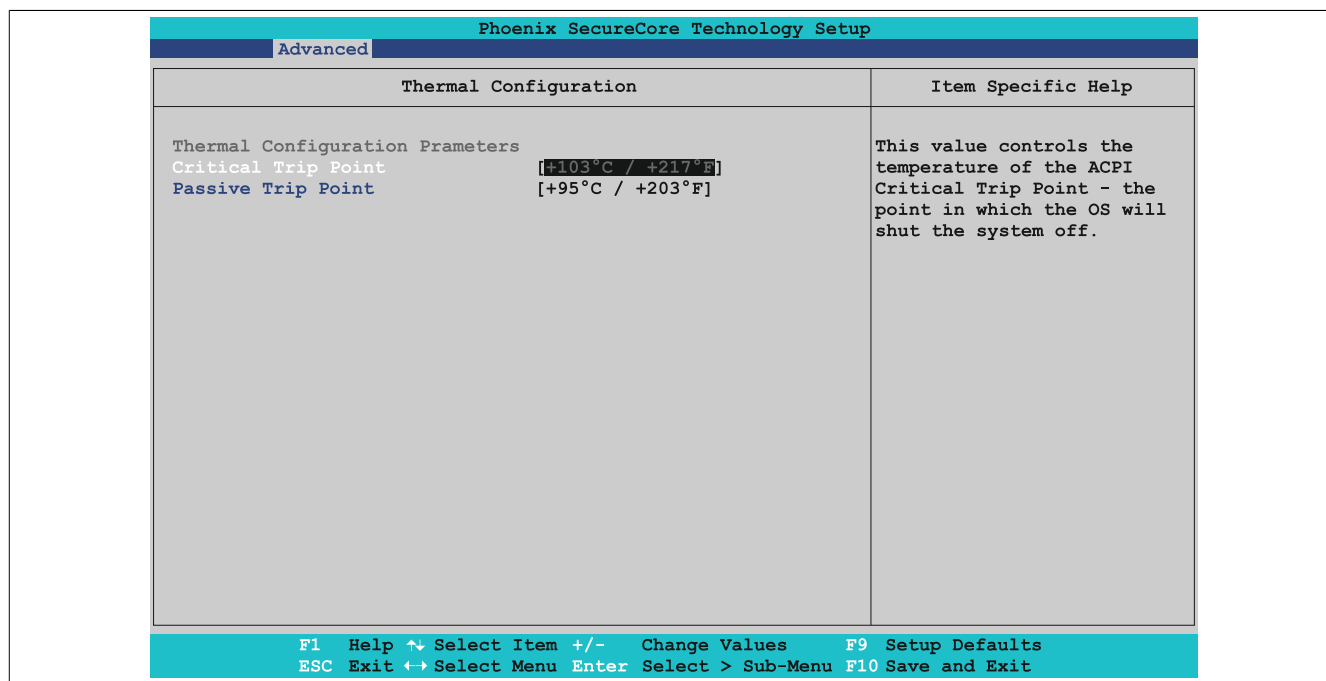 Phoenix SecureCore Technology Setup
Advanced
Thermal Configuration
Item Specific Help
Thermal Configuration Prameters
Critical Trip Point [+103°C / +217°F]
Passive Trip Point [+95°C / +203°F]
This value controls the
temperature of the ACPI
Critical Trip Point - the
point in which the OS will
shut the system off.
F1 Help ↑↓ Select Item +/- Change Values F9 Setup Defaults
ESC Exit ↔ Select Menu Enter Select > Sub-Menu F10 Save and Exit